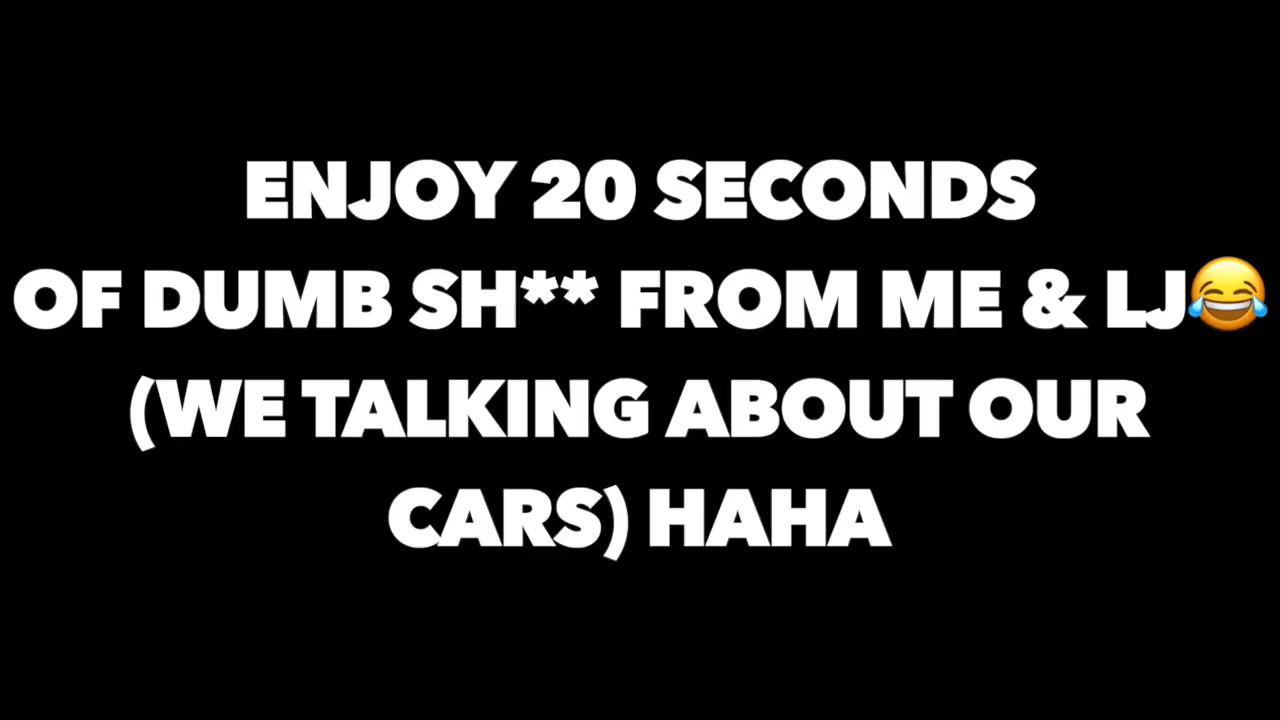 ENJOY 20 SECONDS
OF DUMB SH** FROM ME & LJ😂
(WE TALKING ABOUT OUR
CARS) HAHA